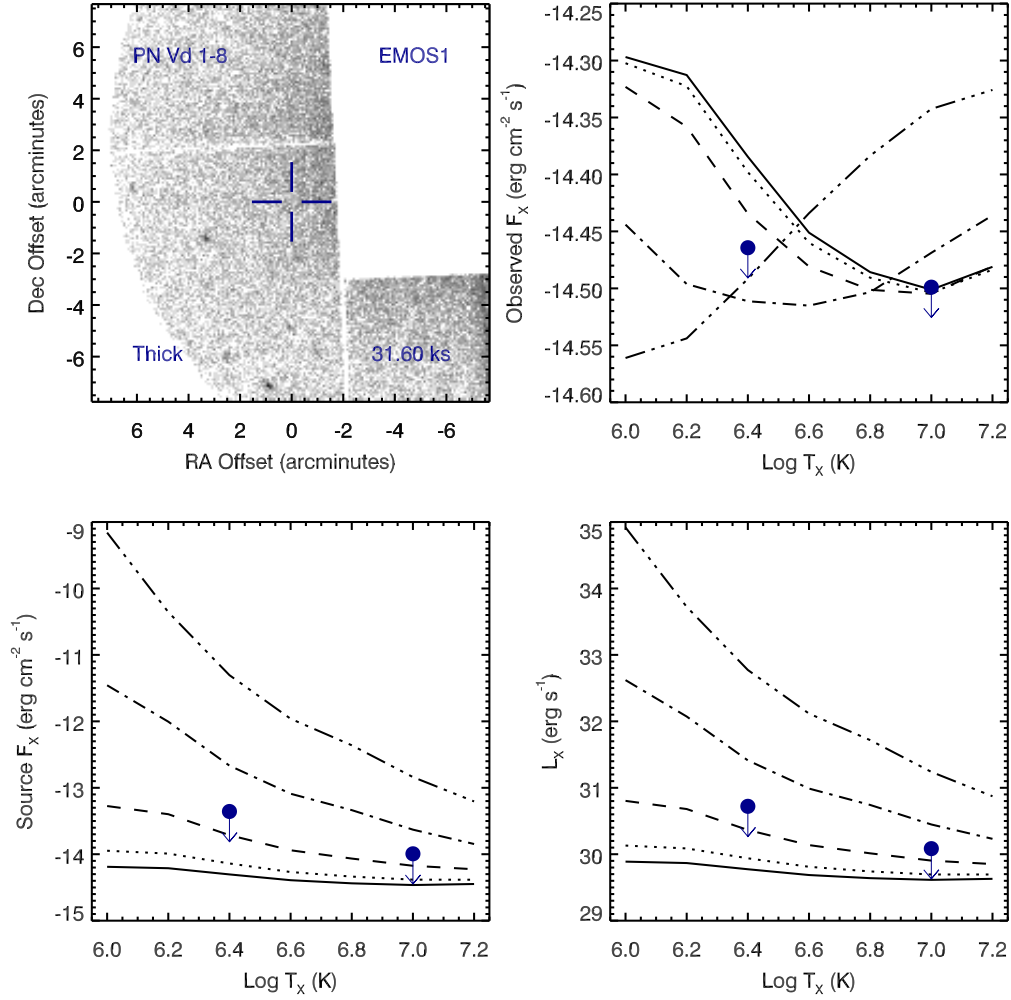 PN Vd 1-8
EMOS1
Thick
31.60 ks
6
4
2
0
-2
-4
-6
Dec Offset (arcminutes)
6 4 2 0 -2 -4 -6
RA Offset (arcminutes)
-14.25
-14.30
-14.35
-14.40
-14.45
-14.50
-14.55
-14.60
Observed Fₓ (erg cm⁻² s⁻¹)
6.0 6.2 6.4 6.6 6.8 7.0 7.2
Log Tₓ (K)
-9
-10
-11
-12
-13
-14
-15
Source Fₓ (erg cm⁻² s⁻¹)
6.0 6.2 6.4 6.6 6.8 7.0 7.2
Log Tₓ (K)
35
34
33
32
31
30
29
Lₓ (erg s⁻¹)
6.0 6.2 6.4 6.6 6.8 7.0 7.2
Log Tₓ (K)